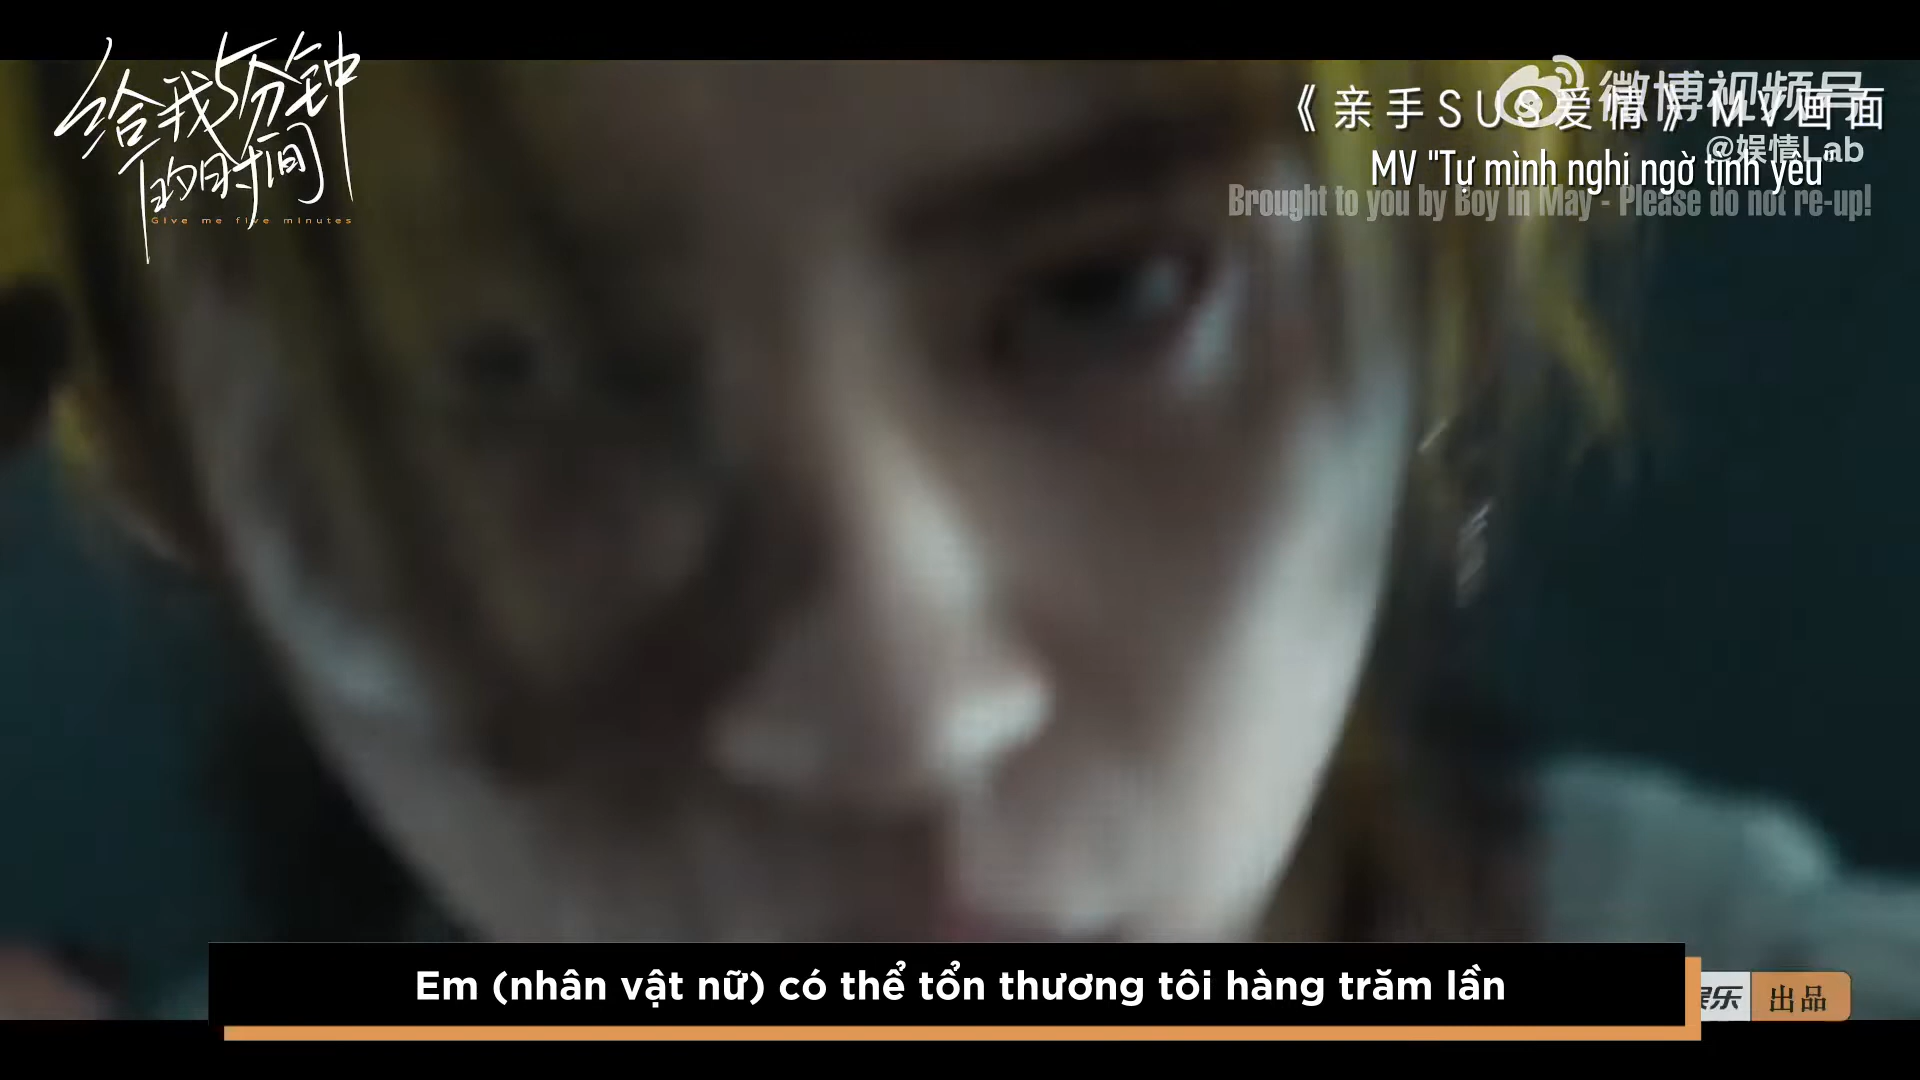 给我5分钟
的时间
Give me five minutes
微博视频号
《亲手SUS爱情》MV画面
@娱情Lab
MV "Tự mình nghi ngờ tình yêu"
Brought to you by Boy In May - Please do not re-up!
Em (nhân vật nữ) có thể tổn thương tôi hàng trăm lần
娱乐 出品